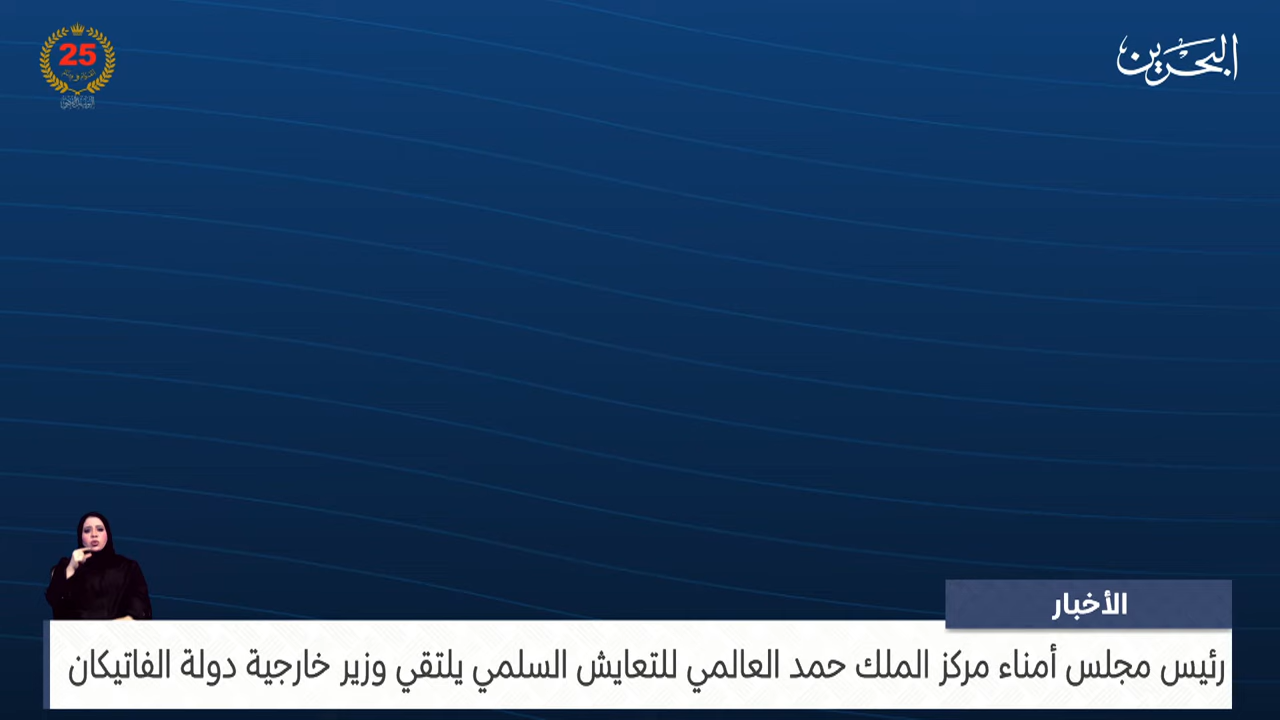 البحرين
25
الأخبار
رئيس مجلس أمناء مركز الملك حمد العالمي للتعايش السلمي يلتقي وزير خارجية دولة الفاتيكان